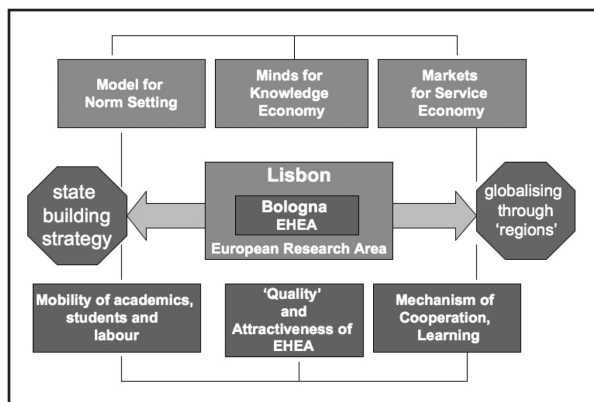 Model for
Norm Setting
Minds for
Knowledge
Economy
Markets
for Service
Economy
state
building
strategy
Lisbon
Bologna
EHEA
European Research Area
globalising
through
‘regions’
Mobility of academics,
students and
labour
‘Quality’
and
Attractiveness of
EHEA
Mechanism of
Cooperation,
Learning